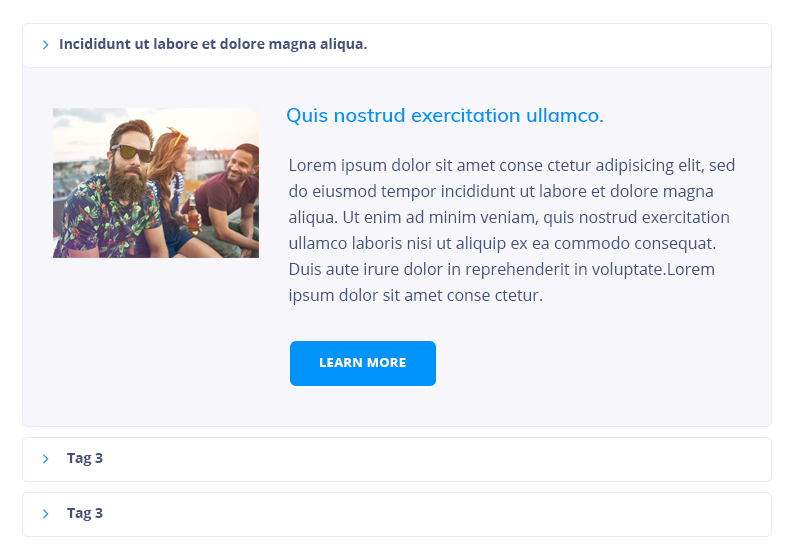 Incididunt ut labore et dolore magna aliqua.
Quis nostrud exercitation ullamco.
Lorem ipsum dolor sit amet conse ctetur adipisicing elit, sed
do eiusmod tempor incididunt ut labore et dolore magna
aliqua. Ut enim ad minim veniam, quis nostrud exercitation
ullamco laboris nisi ut aliquip ex ea commodo consequat.
Duis aute irure dolor in reprehenderit in voluptate.Lorem
ipsum dolor sit amet conse ctetur.
LEARN MORE
Tag 3
Tag 3